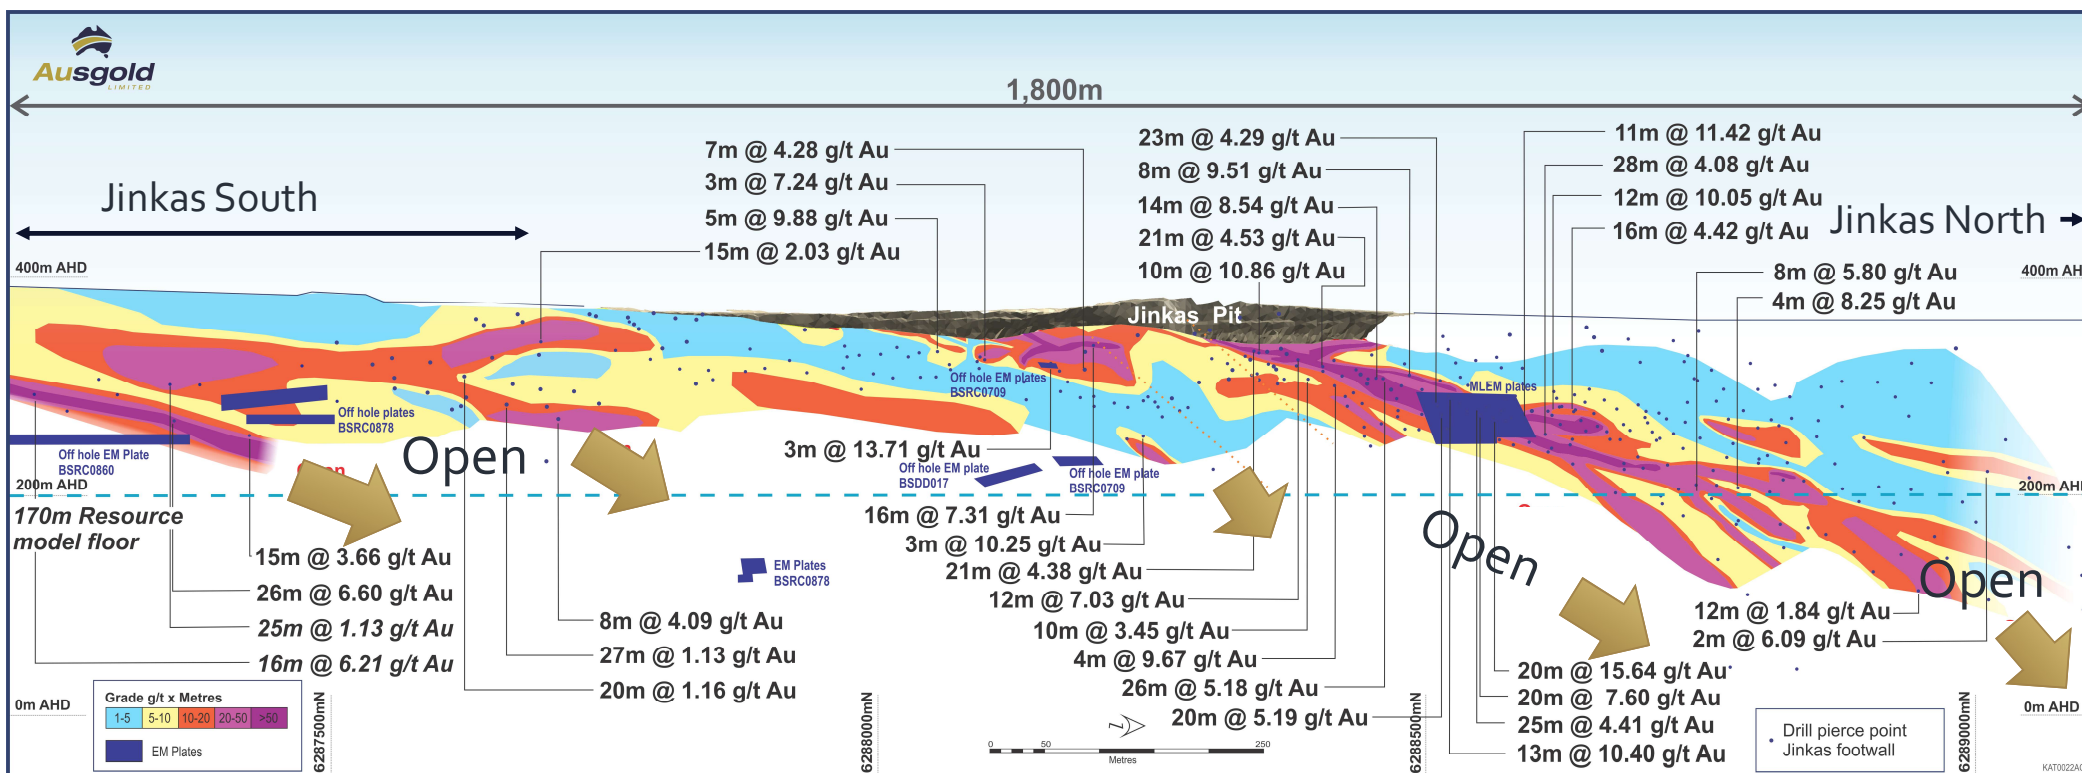 Ausgold
LIMITED
1,800m
Jinkas South
Jinkas North
400m AHD
7m @ 4.28 g/t Au
3m @ 7.24 g/t Au
5m @ 9.88 g/t Au
15m @ 2.03 g/t Au
23m @ 4.29 g/t Au
8m @ 9.51 g/t Au
14m @ 8.54 g/t Au
21m @ 4.53 g/t Au
10m @ 10.86 g/t Au
11m @ 11.42 g/t Au
28m @ 4.08 g/t Au
12m @ 10.05 g/t Au
16m @ 4.42 g/t Au
8m @ 5.80 g/t Au
4m @ 8.25 g/t Au
400m AH
Jinkas Pit
Off hole EM plates
BSRC0709
MLEM plates
Off hole plates
BSRC0878
Open
Off hole EM Plate
BSRC0860
3m @ 13.71 g/t Au
Off hole EM plate
BSDD017
Off hole EM plate
BSRC0709
200m AHD
200m AH
170m Resource
model floor
15m @ 3.66 g/t Au
26m @ 6.60 g/t Au
25m @ 1.13 g/t Au
16m @ 6.21 g/t Au
8m @ 4.09 g/t Au
27m @ 1.13 g/t Au
20m @ 1.16 g/t Au
EM Plates
BSRC0878
16m @ 7.31 g/t Au
3m @ 10.25 g/t Au
21m @ 4.38 g/t Au
12m @ 7.03 g/t Au
10m @ 3.45 g/t Au
4m @ 9.67 g/t Au
26m @ 5.18 g/t Au
20m @ 5.19 g/t Au
Open
Open
12m @ 1.84 g/t Au
2m @ 6.09 g/t Au
20m @ 15.64 g/t Au
20m @ 7.60 g/t Au
25m @ 4.41 g/t Au
13m @ 10.40 g/t Au
0m AHD
0m AHD
Grade g/t x Metres
1-5 5-10 10-20 20-50 >50
EM Plates
6287500mN
6288000mN
6288500mN
6289000mN
N
0 50 250
Metres
Drill pierce point
Jinkas footwall